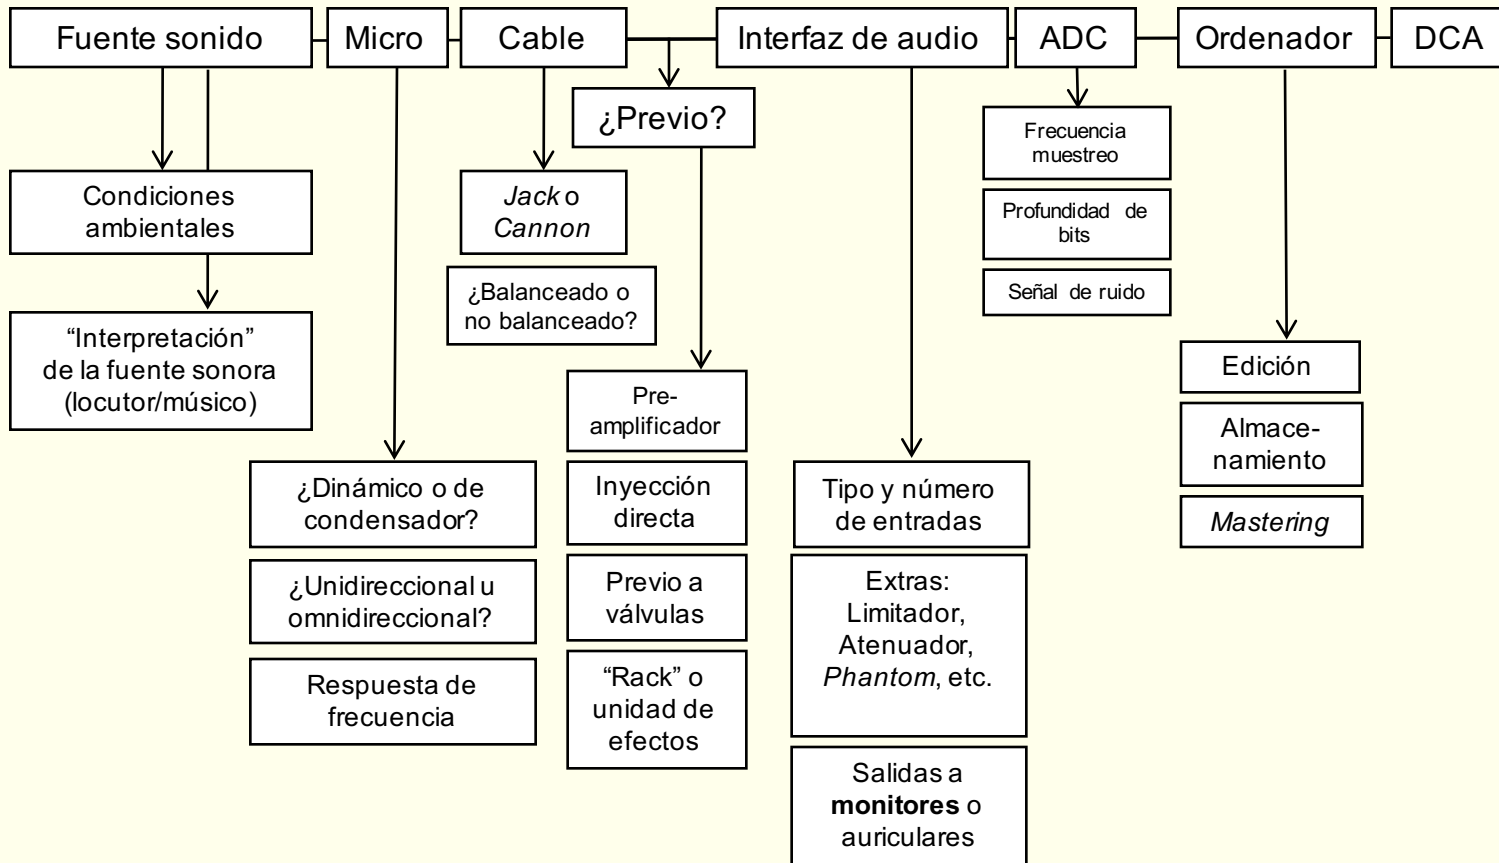 Fuente sonido
Micro
Cable
Interfaz de audio
ADC
Ordenador
DCA
¿Previo?
Condiciones
ambientales
“Interpretación”
de la fuente sonora
(locutor/músico)
¿Dinámico o de
condensador?
¿Unidireccional u
omnidireccional?
Respuesta de
frecuencia
Jack o
Cannon
¿Balanceado o
no balanceado?
Pre-
amplificador
Inyección
directa
Previo a
válvulas
“Rack” o
unidad de
efectos
Tipo y número
de entradas
Extras:
Limitador,
Atenuador,
Phantom, etc.
Salidas a
monitores o
auriculares
Frecuencia
muestreo
Profundidad de
bits
Señal de ruido
Edición
Almace-
namiento
Mastering